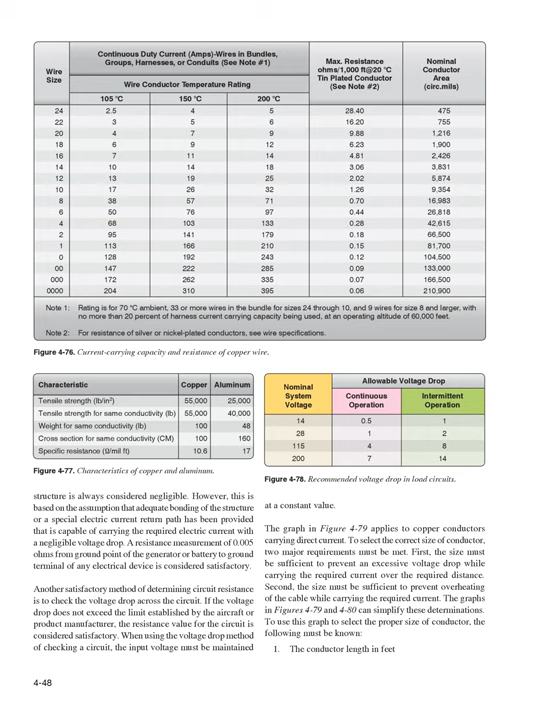 Wire Size
Continuous Duty Current (Amps)-Wires in Bundles, Groups, Harnesses, or Conduits (See Note #1)
Max. Resistance ohms/1,000 ft@20 °C Tin Plated Conductor (See Note #2)
Nominal Conductor Area (circ.mils)
Wire Conductor Temperature Rating
105 °C 150 °C 200 °C
24 2.5 4 5 28.40 475
22 3 5 6 16.20 755
20 4 7 9 9.88 1,216
18 6 9 12 6.23 1,900
16 7 11 14 4.81 2,426
14 10 14 18 3.06 3,831
12 13 19 25 2.02 5,874
10 17 26 32 1.26 9,354
8 38 57 71 0.70 16,983
6 50 76 97 0.44 26,818
4 68 103 133 0.28 42,615
2 95 141 179 0.18 66,500
1 113 166 210 0.15 81,700
0 128 192 243 0.12 104,500
00 147 222 285 0.09 133,000
000 172 262 335 0.07 166,500
0000 204 310 395 0.06 210,900
Note 1: Rating is for 70 °C ambient, 33 or more wires in the bundle for sizes 24 through 10, and 9 wires for size 8 and larger, with
no more than 20 percent of harness current carrying capacity being used, at an operating altitude of 60,000 feet.
Note 2: For resistance of silver or nickel-plated conductors, see wire specifications.
Figure 4-76. Current-carrying capacity and resistance of copper wire.
Characteristic Copper Aluminum
Tensile strength (lb/in²) 55,000 25,000
Tensile strength for same conductivity (lb) 55,000 40,000
Weight for same conductivity (lb) 100 48
Cross section for same conductivity (CM) 100 160
Specific resistance (Ω/mil ft) 10.6 17
Figure 4-77. Characteristics of copper and aluminum.
structure is always considered negligible. However, this is
based on the assumption that adequate bonding of the structure
or a special electric current return path has been provided
that is capable of carrying the required electric current with
a negligible voltage drop. A resistance measurement of 0.005
ohms from ground point of the generator or battery to ground
terminal of any electrical device is considered satisfactory.
Another satisfactory method of determining circuit resistance
is to check the voltage drop across the circuit. If the voltage
drop does not exceed the limit established by the aircraft or
product manufacturer, the resistance value for the circuit is
considered satisfactory. When using the voltage drop method
of checking a circuit, the input voltage must be maintained
Nominal System Voltage
Allowable Voltage Drop
Continuous Operation
Intermittent Operation
14 0.5 1
28 1 2
115 4 8
200 7 14
Figure 4-78. Recommended voltage drop in load circuits.
at a constant value.
The graph in Figure 4-79 applies to copper conductors
carrying direct current. To select the correct size of conductor,
two major requirements must be met. First, the size must
be sufficient to prevent an excessive voltage drop while
carrying the required current over the required distance.
Second, the size must be sufficient to prevent overheating
of the cable while carrying the required current. The graphs
in Figures 4-79 and 4-80 can simplify these determinations.
To use this graph to select the proper size of conductor, the
following must be known:
1. The conductor length in feet
4-48